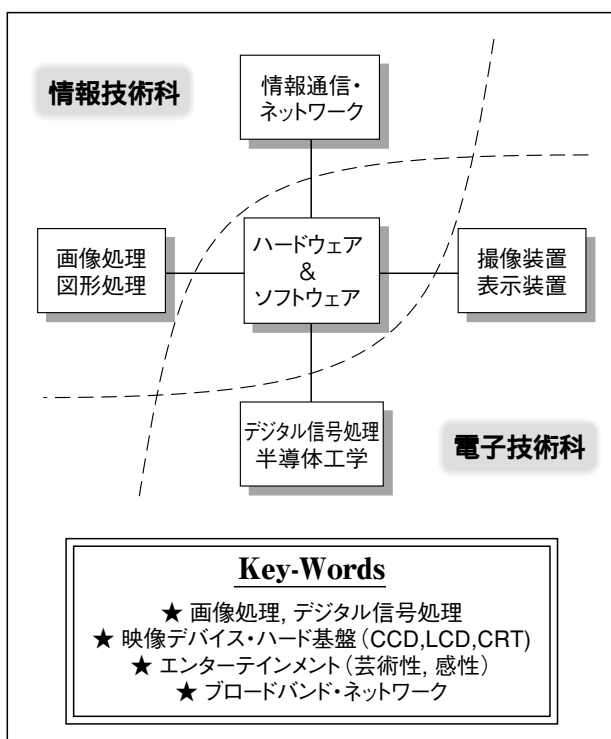 情報技術科
情報通信・
ネットワーク
画像処理
図形処理
ハードウェア
&
ソフトウェア
撮像装置
表示装置
デジタル信号処理
半導体工学
電子技術科
Key-Words
★ 画像処理, デジタル信号処理
★ 映像デバイス・ハード基盤（CCD,LCD,CRT)
★ エンターテインメント（芸術性, 感性）
★ ブロードバンド・ネットワーク